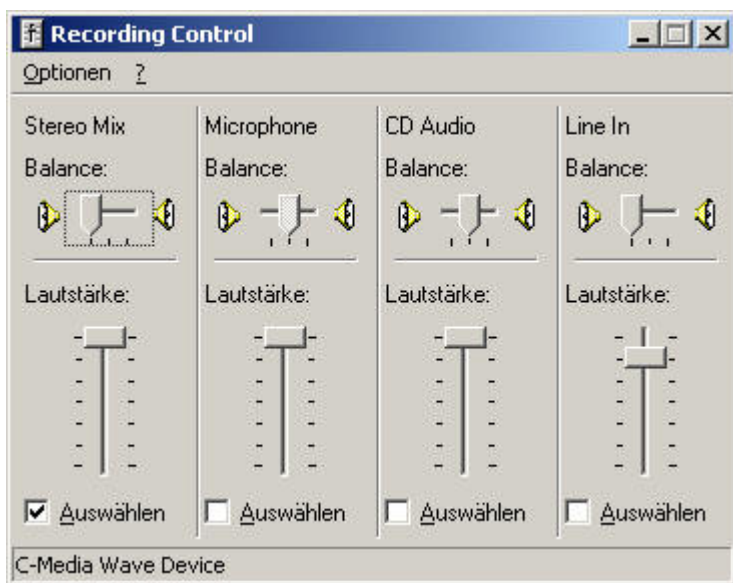 Recording Control
Optionen ?
Stereo Mix Microphone CD Audio Line In
Balance: Balance: Balance: Balance:
Lautstärke: Lautstärke: Lautstärke: Lautstärke:
Auswählen Auswählen Auswählen Auswählen
C-Media Wave Device